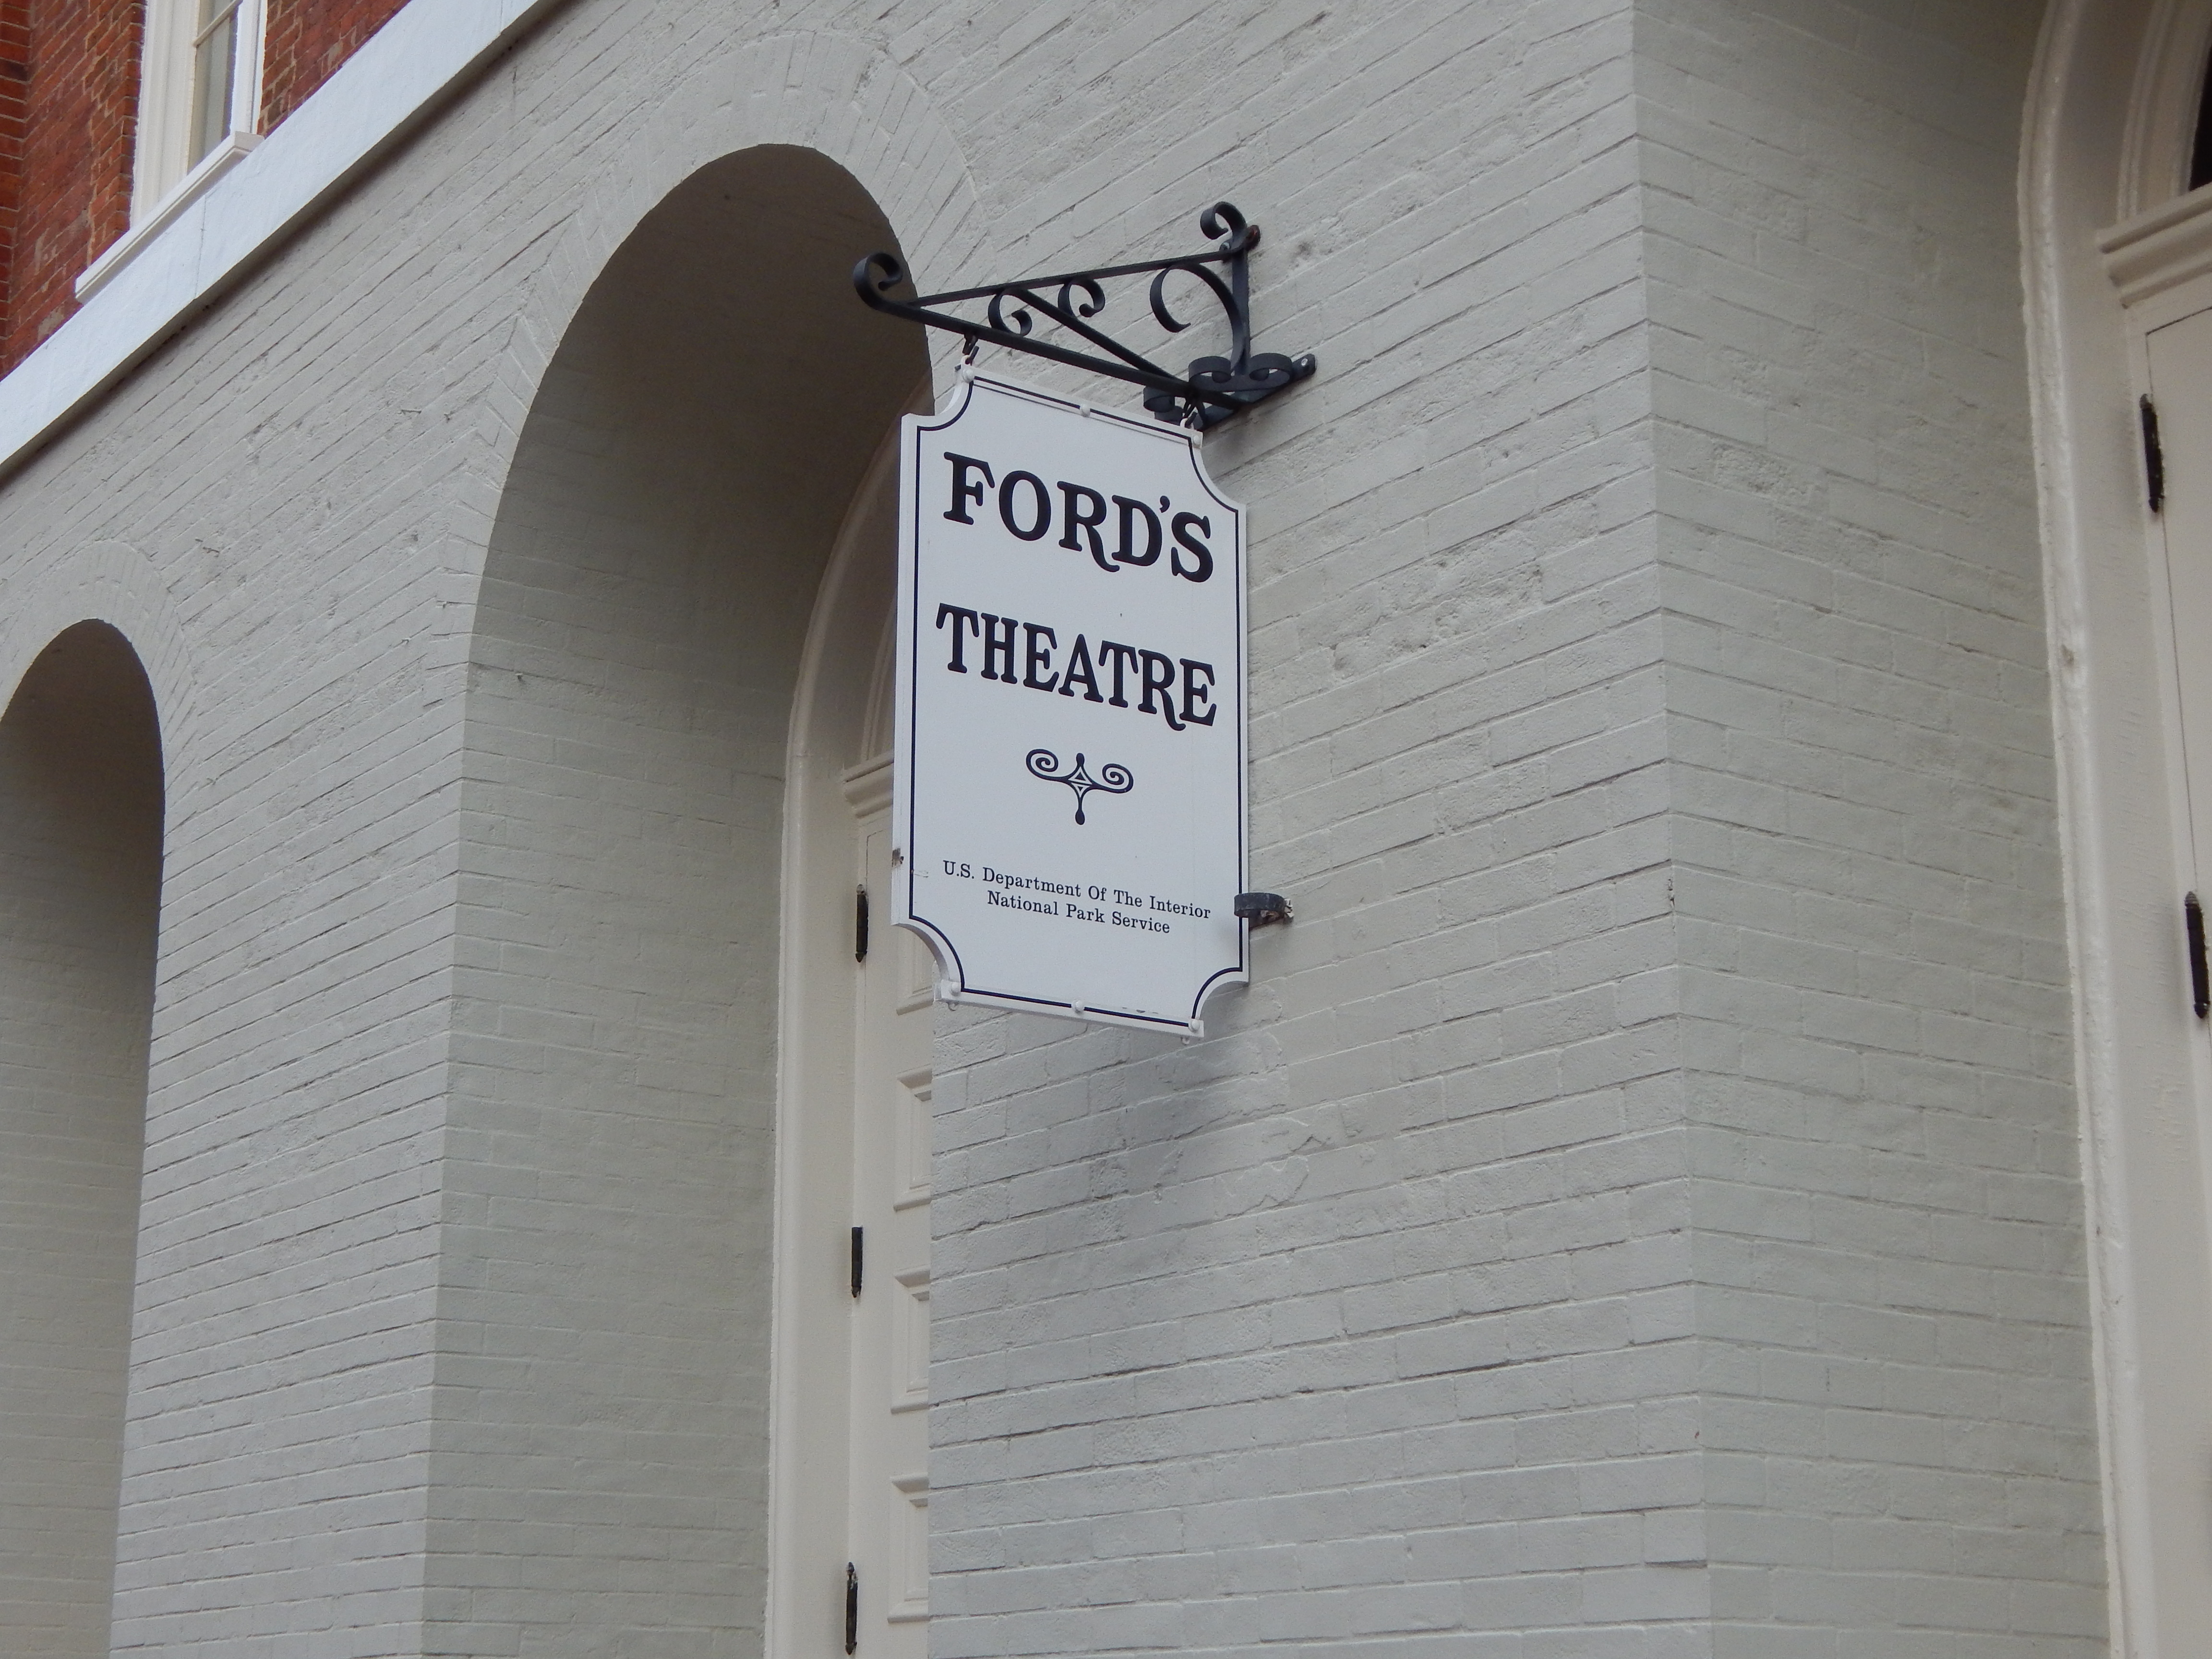 FORD'S
THEATRE
U.S. Department Of The Interior
National Park Service